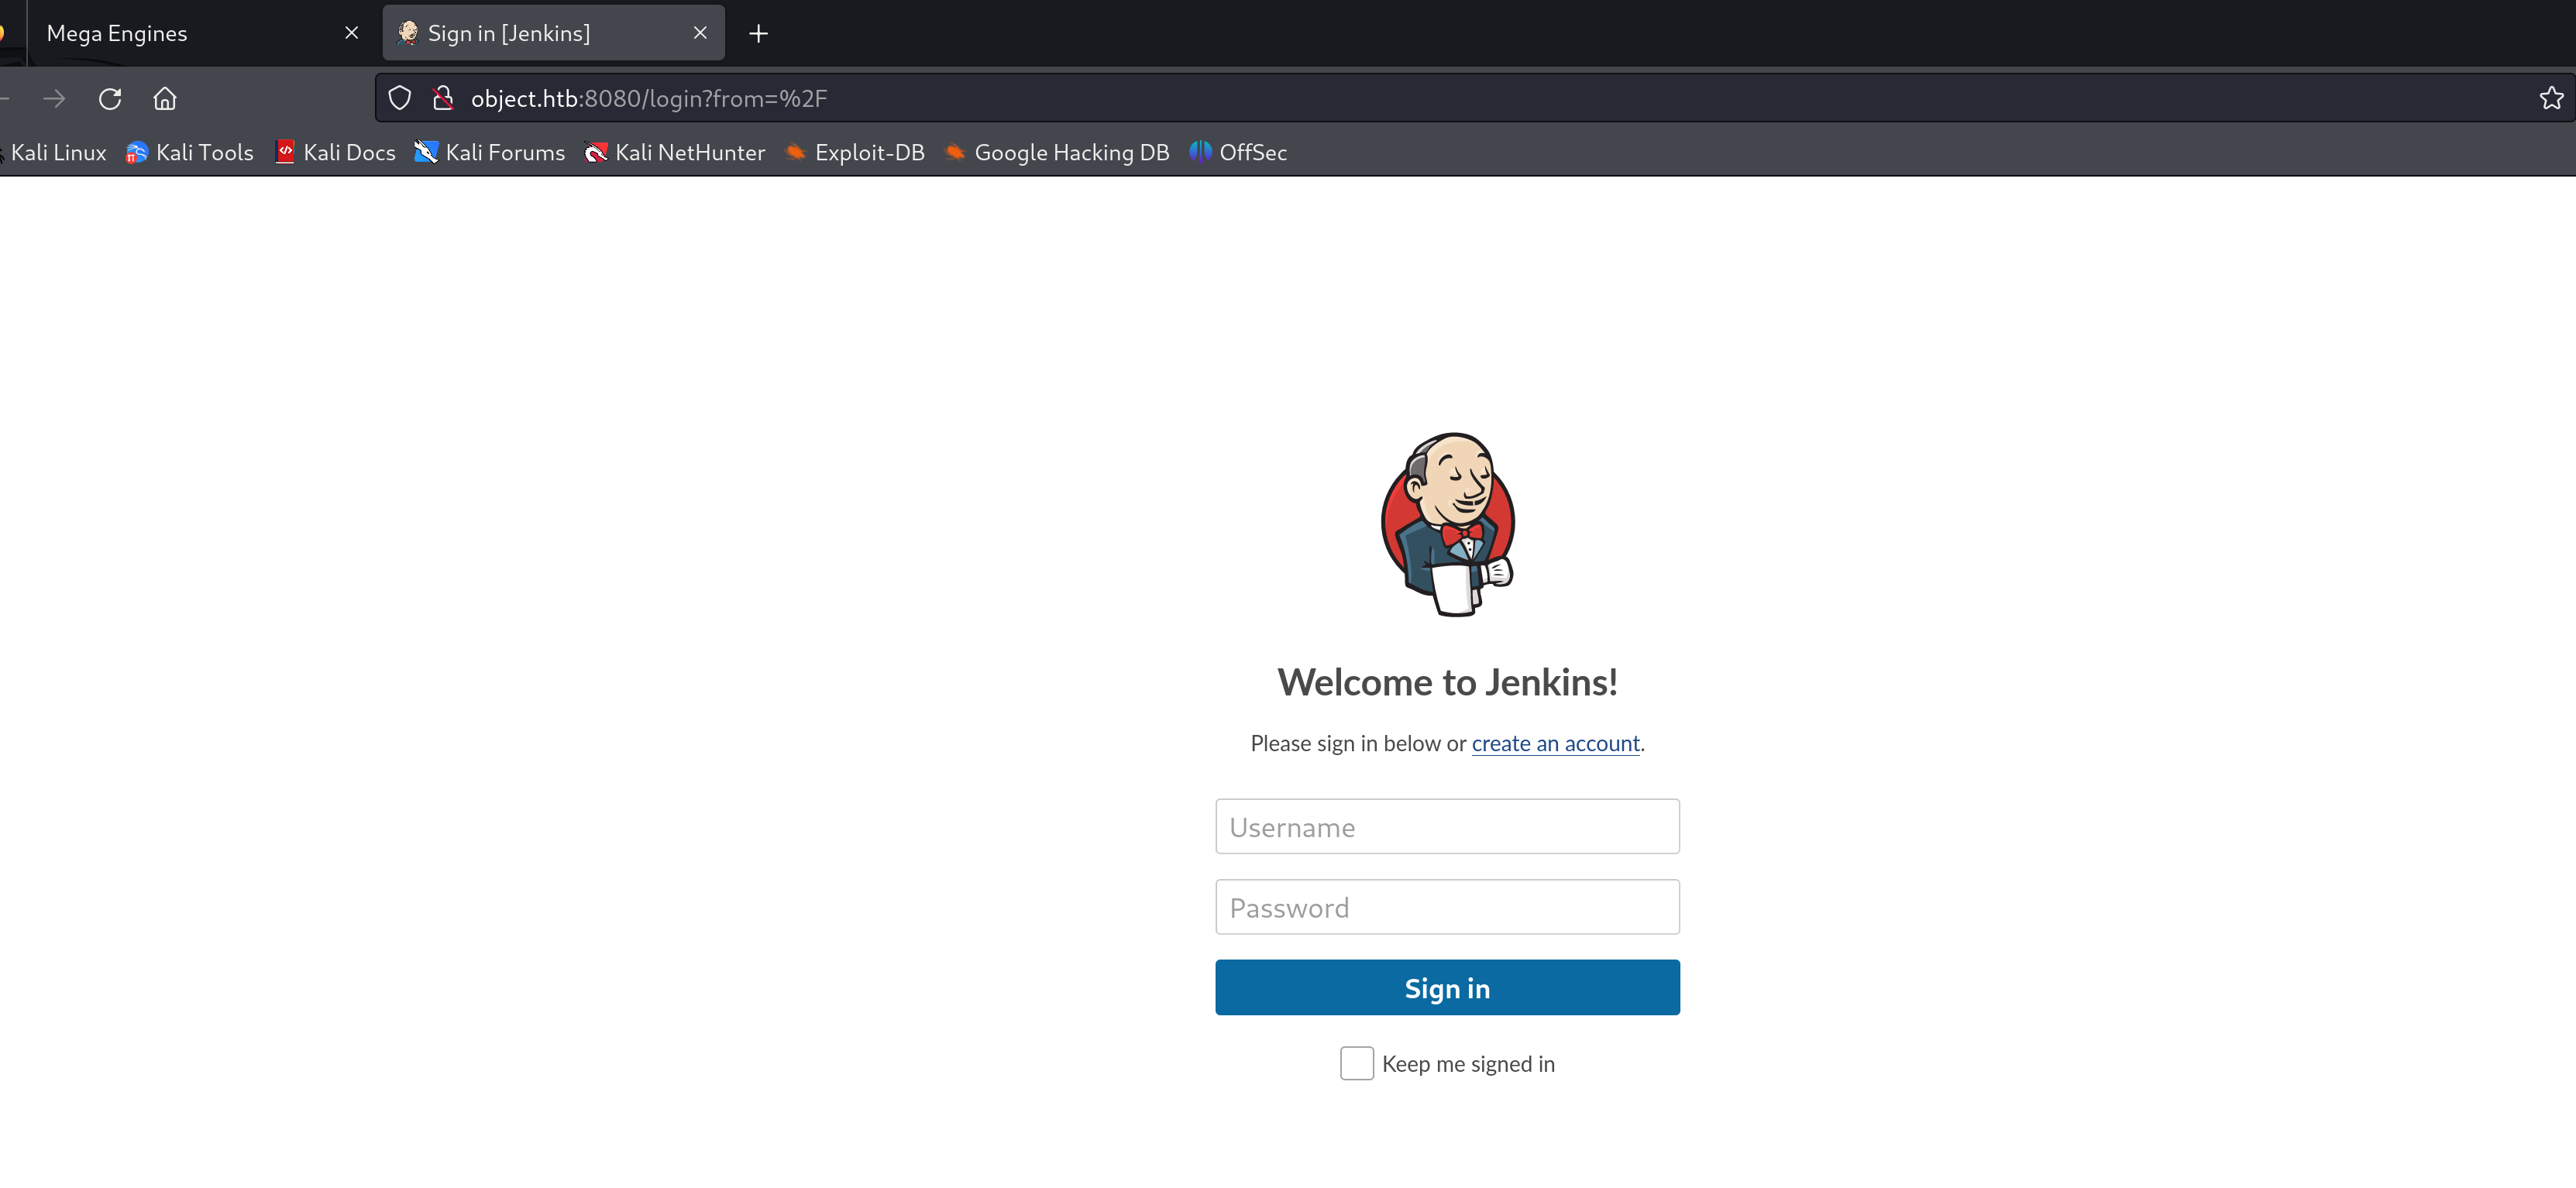 Mega Engines
Sign in [Jenkins]
object.htb:8080/login?from=%2F
Kali Linux Kali Tools Kali Docs Kali Forums Kali NetHunter Exploit-DB Google Hacking DB OffSec
Welcome to Jenkins!
Please sign in below or create an account.
Username
Password
Sign in
Keep me signed in